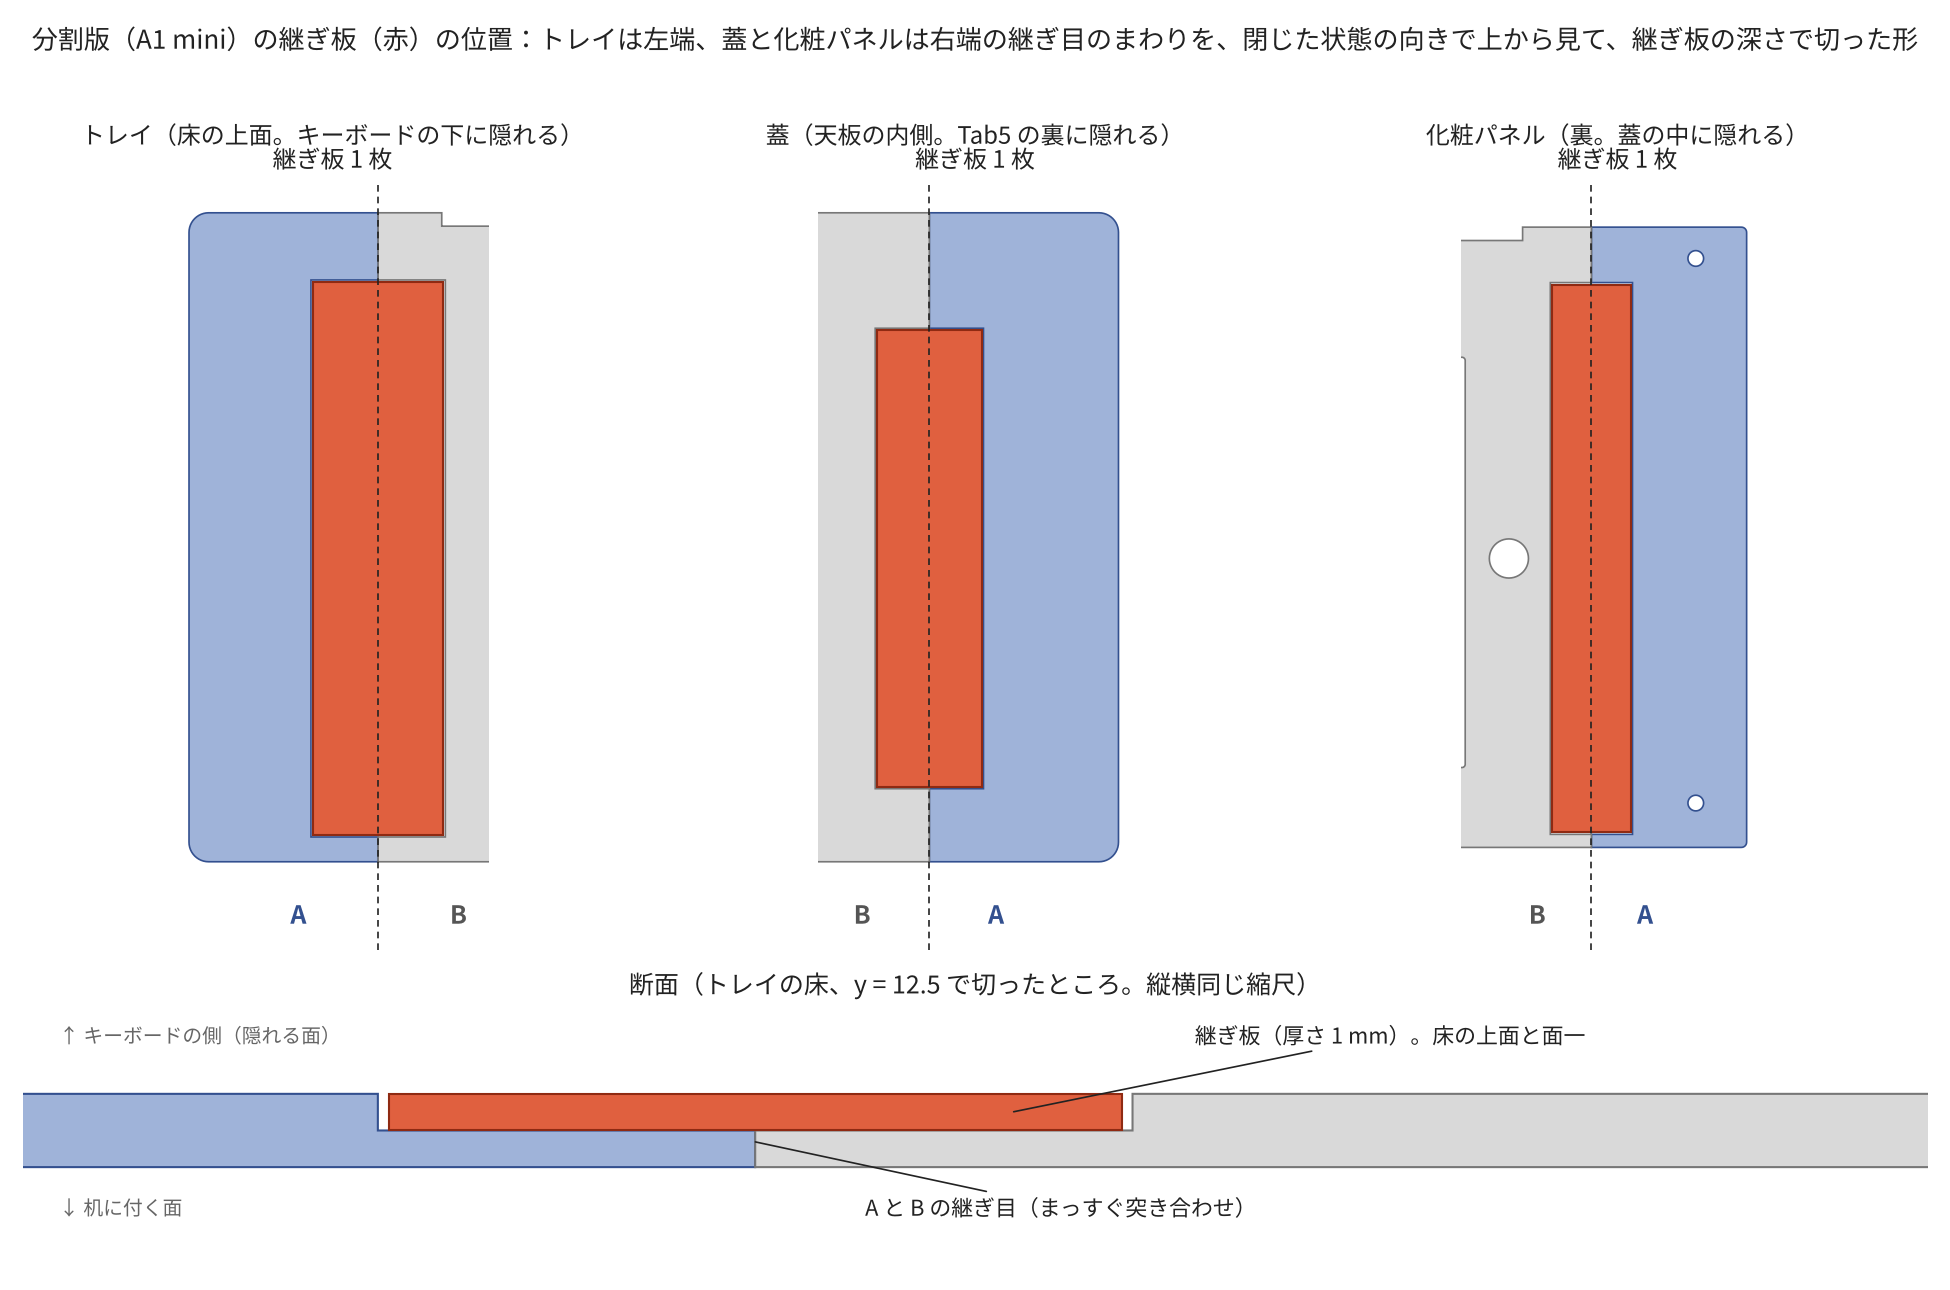 分割版（A1 mini）の継ぎ板（赤）の位置：トレイは左端、蓋と化粧パネルは右端の継ぎ目のまわりを、閉じた状態の向きで上から見て、継ぎ板の深さで切った形
トレイ（床の上面。キーボードの下に隠れる）
継ぎ板 1 枚
蓋（天板の内側。Tab5 の裏に隠れる）
継ぎ板 1 枚
化粧パネル（裏。蓋の中に隠れる）
継ぎ板 1 枚
A
B
B
A
B
A
断面（トレイの床、y = 12.5 で切ったところ。縦横同じ縮尺）
↑ キーボードの側（隠れる面）
継ぎ板（厚さ 1 mm）。床の上面と面一
A と B の継ぎ目（まっすぐ突き合わせ）
↓ 机に付く面